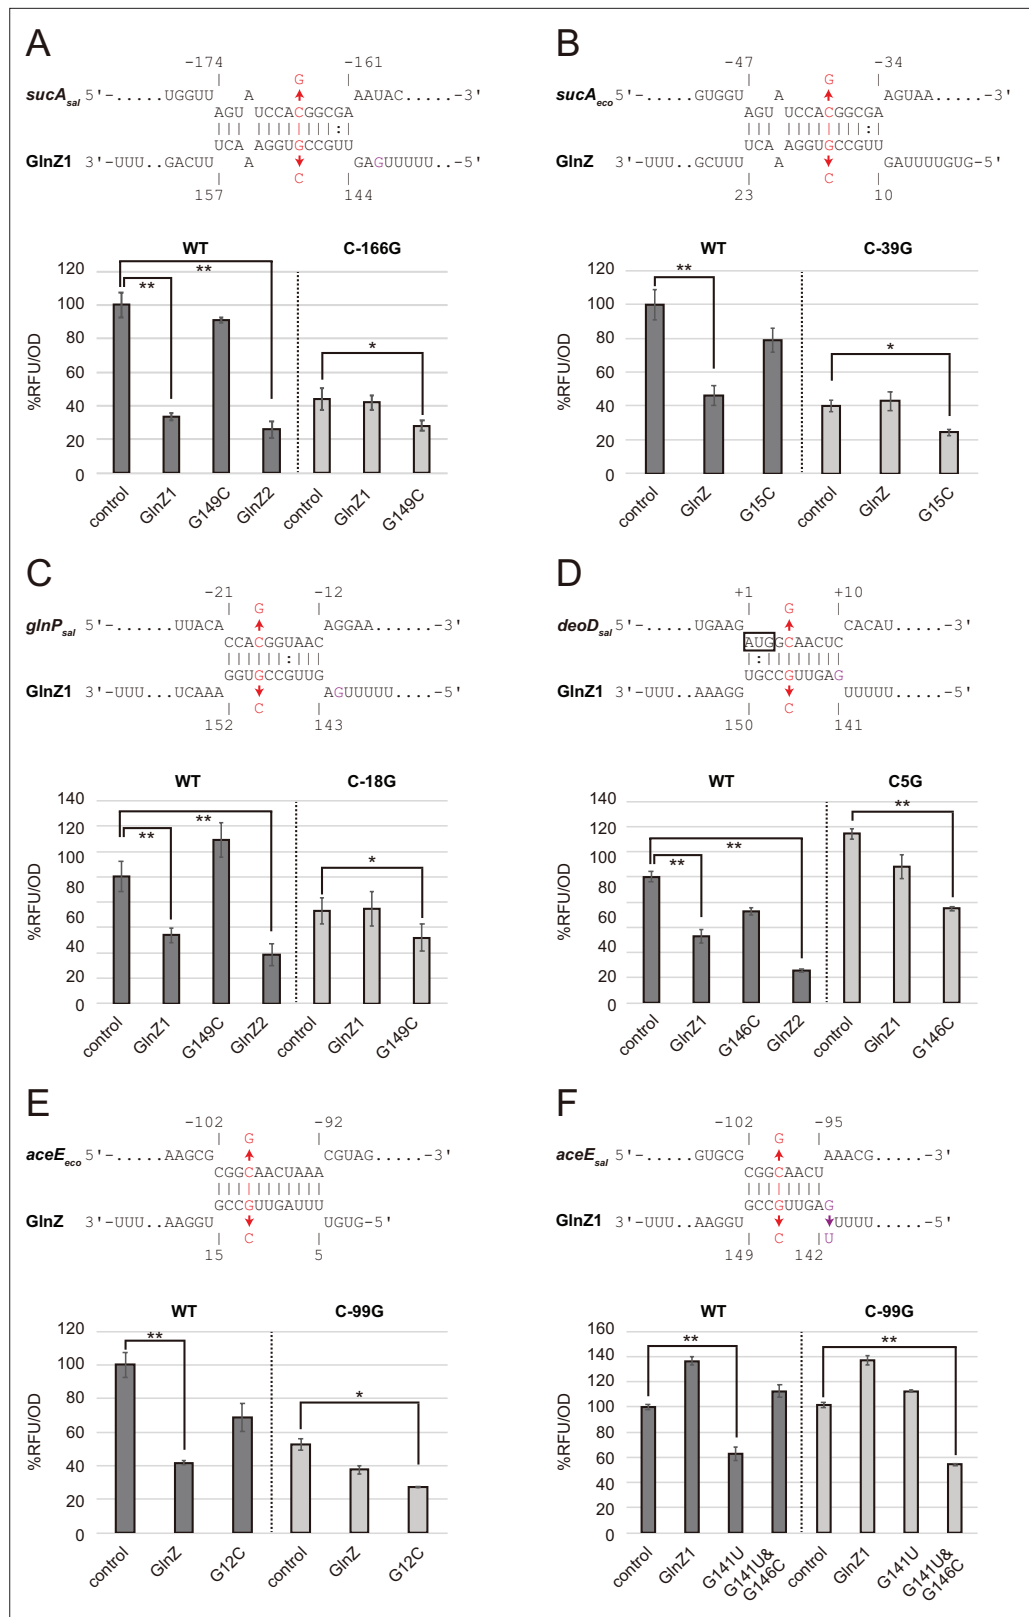 A
-174 -161
G
sucAsal 5'-.....UGGUU A AAUAC.....-3'
AGU UCCACGGCGA
UCA AGGUGCCGUU
GlnZ1 3'-UUU..GACUU A GAGUUUUU...-5'
C
157 144
WT C-166G
120
100
80
60
40
20
0
%RFU/OD
** ** *
control GlnZ1 G149C GlnZ2 control GlnZ1 G149C
B
-47 -34
G
sucAeco 5'-.....GUGGU A AGUAA...-3'
AGU UCCACGGCGA
UCA AGGUGCCGUU
GlnZ 3'-UUU..GCUUU A GAUUUUGUG-5'
C
23 10
WT C-39G
120
100
80
60
40
20
0
%RFU/OD
** *
control GlnZ G15C control GlnZ G15C
C
-21 G -12
glnPsal 5'-......UUACA AGGAA.....-3'
CCACGGUAAC
GGUGCCGUUG
GlnZ1 3'-UUU...UCAAA AGUUUUU....-5'
C
152 143
WT C-18G
140
120
100
80
60
40
20
0
%RFU/OD
** ** *
control GlnZ1 G149C GlnZ2 control GlnZ1 G149C
D
+1 +10
G
deoDsal 5'-......UGAAG CACAU...-3'
AUGGCAACUC
UGCCGUUGAG
GlnZ1 3'-UUU..AAAGG UUUUU.....-5'
C
150 141
WT C5G
140
120
100
80
60
40
20
0
%RFU/OD
** ** **
control GlnZ1 G146C GlnZ2 control GlnZ1 G146C
E
-102 G -92
aceEeco 5'-.....AAGCG CGUAG....-3'
CGGCAACUAAA
GCCGUUGAUUU
GlnZ 3'-UUU..AAGGU UGUG-5'
C
15 5
WT C-99G
120
100
80
60
40
20
0
%RFU/OD
** *
control GlnZ G12C control GlnZ G12C
F
-102 G -95
aceEsal 5'-.....GUGCG AAACG....-3'
CGGCAACU
GCCGUUGAG
GlnZ1 3'-UUU..AAGGU UUUU.....-5'
C U
149 142
WT C-99G
160
140
120
100
80
60
40
20
0
%RFU/OD
** **
control GlnZ1 G141U G141U& G146C control GlnZ1 G141U G141U& G146C